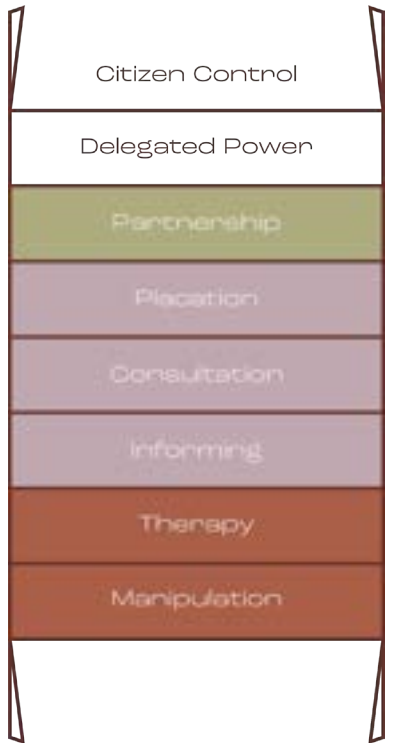 Citizen Control
Delegated Power
Partnership
Placation
Consultation
Informing
Therapy
Manipulation